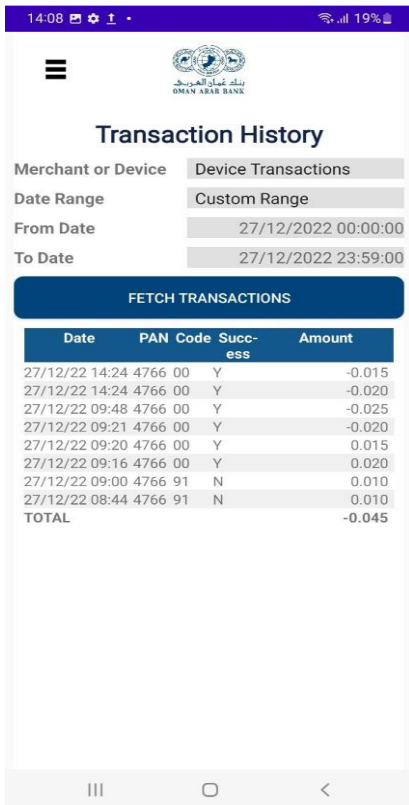 14:08 19%
بنك عُمان العربي
OMAN ARAB BANK
Transaction History
Merchant or Device Device Transactions
Date Range Custom Range
From Date 27/12/2022 00:00:00
To Date 27/12/2022 23:59:00
FETCH TRANSACTIONS
Date PAN Code Succ- Amount
ess
27/12/22 14:24 4766 00 Y -0.015
27/12/22 14:24 4766 00 Y -0.020
27/12/22 09:48 4766 00 Y -0.025
27/12/22 09:21 4766 00 Y -0.020
27/12/22 09:20 4766 00 Y 0.015
27/12/22 09:16 4766 00 Y 0.020
27/12/22 09:00 4766 91 N 0.010
27/12/22 08:44 4766 91 N 0.010
TOTAL -0.045